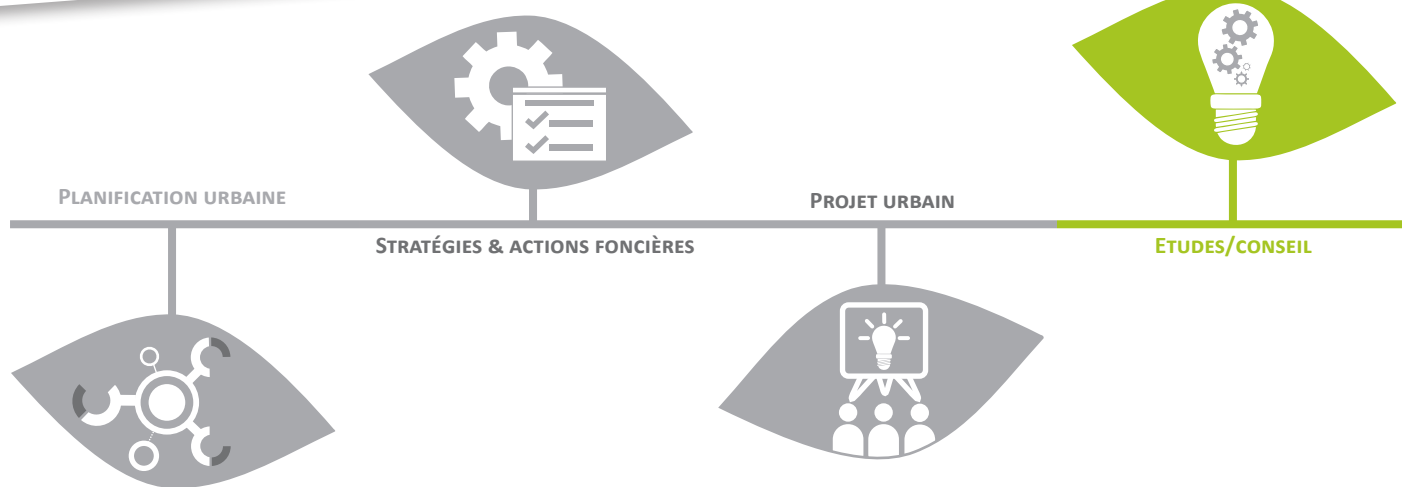 Planification urbaine
Projet urbain
Stratégies & actions foncières
Etudes/conseil